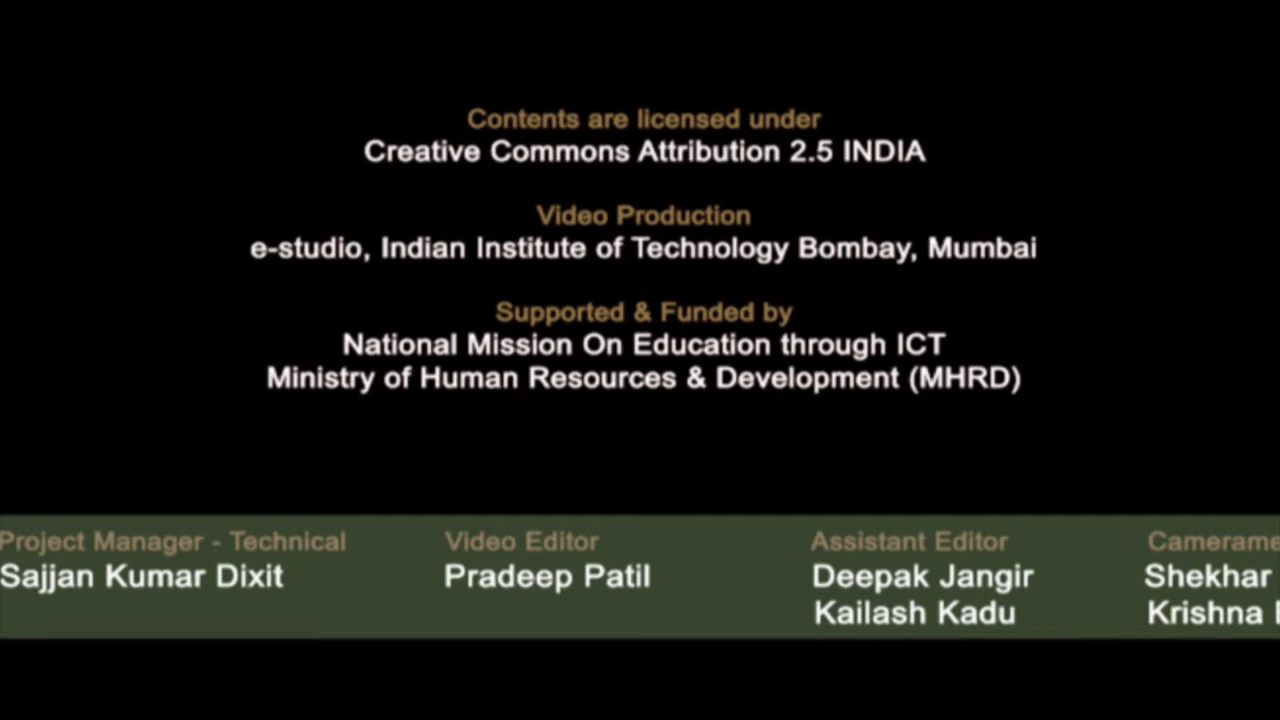 Contents are licensed under
Creative Commons Attribution 2.5 INDIA
Video Production
e-studio, Indian Institute of Technology Bombay, Mumbai
Supported & Funded by
National Mission On Education through ICT
Ministry of Human Resources & Development (MHRD)
Project Manager - Technical
Sajjan Kumar Dixit
Video Editor
Pradeep Patil
Assistant Editor
Deepak Jangir
Kailash Kadu
Camerame
Shekhar
Krishna